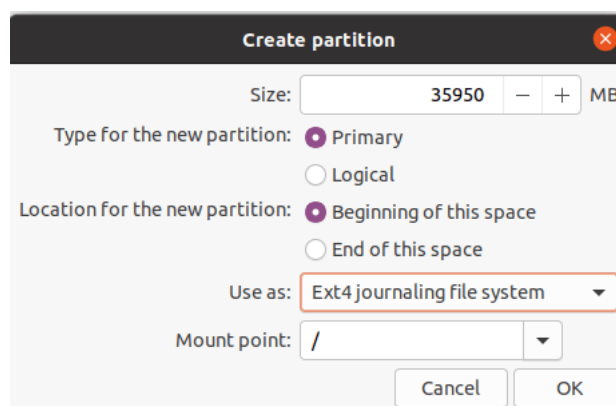 Create partition
Size: 35950 MB
Type for the new partition: Primary
Logical
Location for the new partition: Beginning of this space
End of this space
Use as: Ext4 journaling file system
Mount point: /
Cancel OK